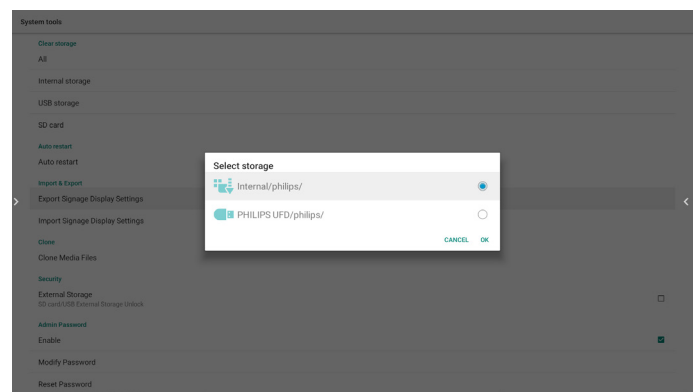 System tools
Clear storage
All
Internal storage
USB storage
SD card
Auto restart
Auto restart
Import & Export
Export Signage Display Settings
Import Signage Display Settings
Clone
Clone Media Files
Security
External Storage
SD card/USB External Storage Unlock
Admin Password
Enable
Modify Password
Reset Password
Select storage
Internal/philips/
PHILIPS UFD/philips/
CANCEL OK